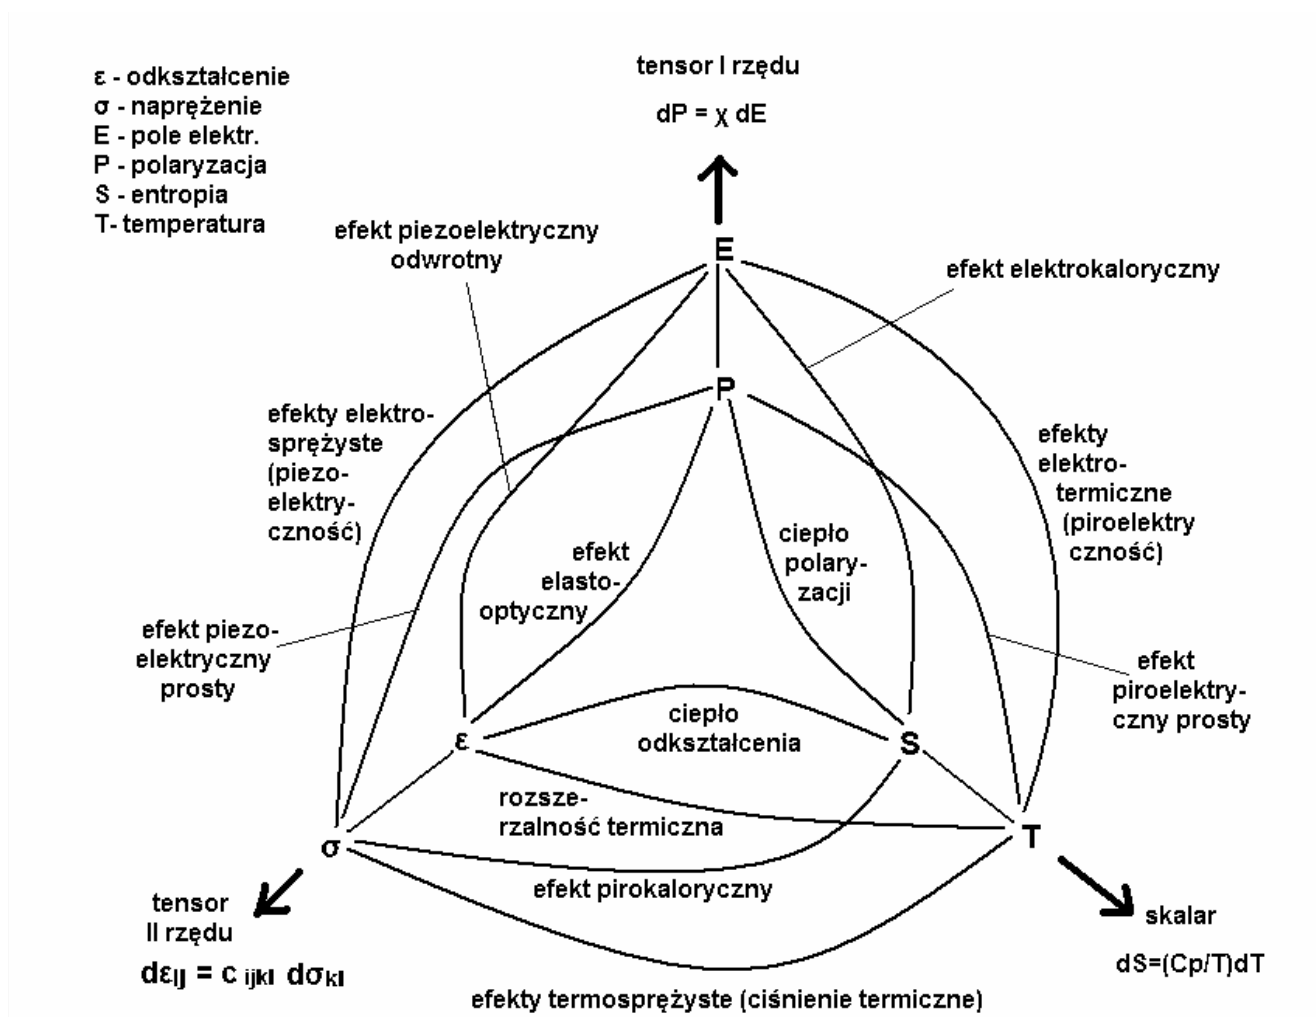 ε - odkształcenie
σ - naprężenie
E - pole elektr.
P - polaryzacja
S - entropia
T- temperatura
tensor I rzędu
dP = χ dE
efekt piezoelektryczny
odwrotny
E
efekt elektrokaloryczny
P
efekty elektro-
sprężyste
(piezo-
elektry-
czność)
efekty
elektro-
termiczne
(piroelektry
czność)
efekt
elasto-
optyczny
ciepło
polary-
zacji
efekt piezo-
elektryczny
prosty
efekt
piroelektry-
czny prosty
ciepło
odkształcenia
ε
S
rozsze-
rzalność termiczna
σ
T
efekt pirokaloryczny
tensor
II rzędu
dεIJ = c ijkl dσkl
skalar
dS=(Cp/T)dT
efekty termosprężyste (ciśnienie termiczne)